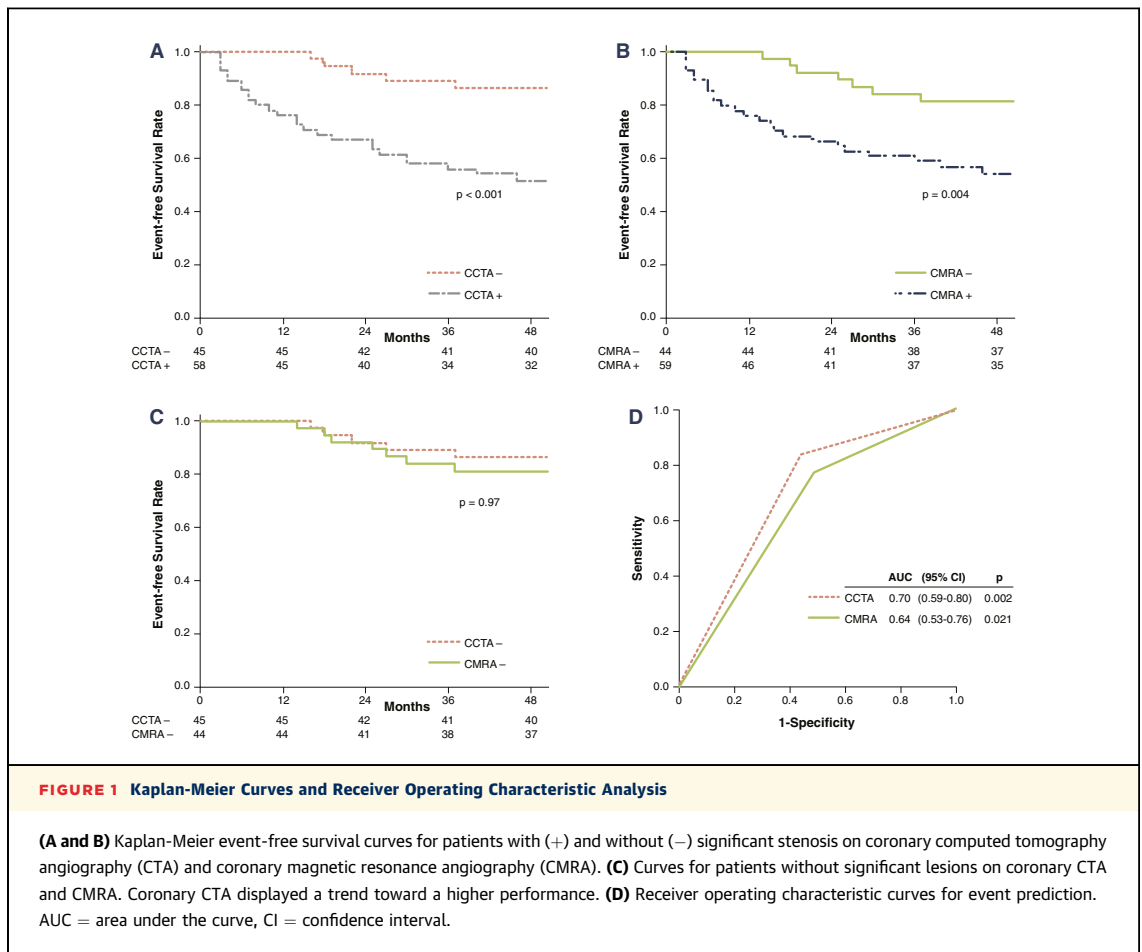 A
Event-free Survival Rate
1.0
0.8
0.6
0.4
0.2
0.0
p < 0.001
CCTA –
CCTA +
0 12 24 36 48
Months
CCTA – 45 45 42 41 40
CCTA + 58 45 40 34 32
B
Event-free Survival Rate
1.0
0.8
0.6
0.4
0.2
0.0
p = 0.004
CMRA –
CMRA +
0 12 24 36 48
Months
CMRA – 44 44 41 38 37
CMRA + 59 46 41 37 35
C
Event-free Survival Rate
1.0
0.8
0.6
0.4
0.2
0.0
p = 0.97
CCTA –
CMRA –
0 12 24 36 48
Months
CCTA – 45 45 42 41 40
CMRA – 44 44 41 38 37
D
Sensitivity
1.0
0.8
0.6
0.4
0.2
0.0
AUC (95% CI) p
CCTA 0.70 (0.59-0.80) 0.002
CMRA 0.64 (0.53-0.76) 0.021
0 0.2 0.4 0.6 0.8 1.0
1-Specificity
FIGURE 1 Kaplan-Meier Curves and Receiver Operating Characteristic Analysis
(A and B) Kaplan-Meier event-free survival curves for patients with (+) and without (−) significant stenosis on coronary computed tomography
angiography (CTA) and coronary magnetic resonance angiography (CMRA). (C) Curves for patients without significant lesions on coronary CTA
and CMRA. Coronary CTA displayed a trend toward a higher performance. (D) Receiver operating characteristic curves for event prediction.
AUC = area under the curve, CI = confidence interval.